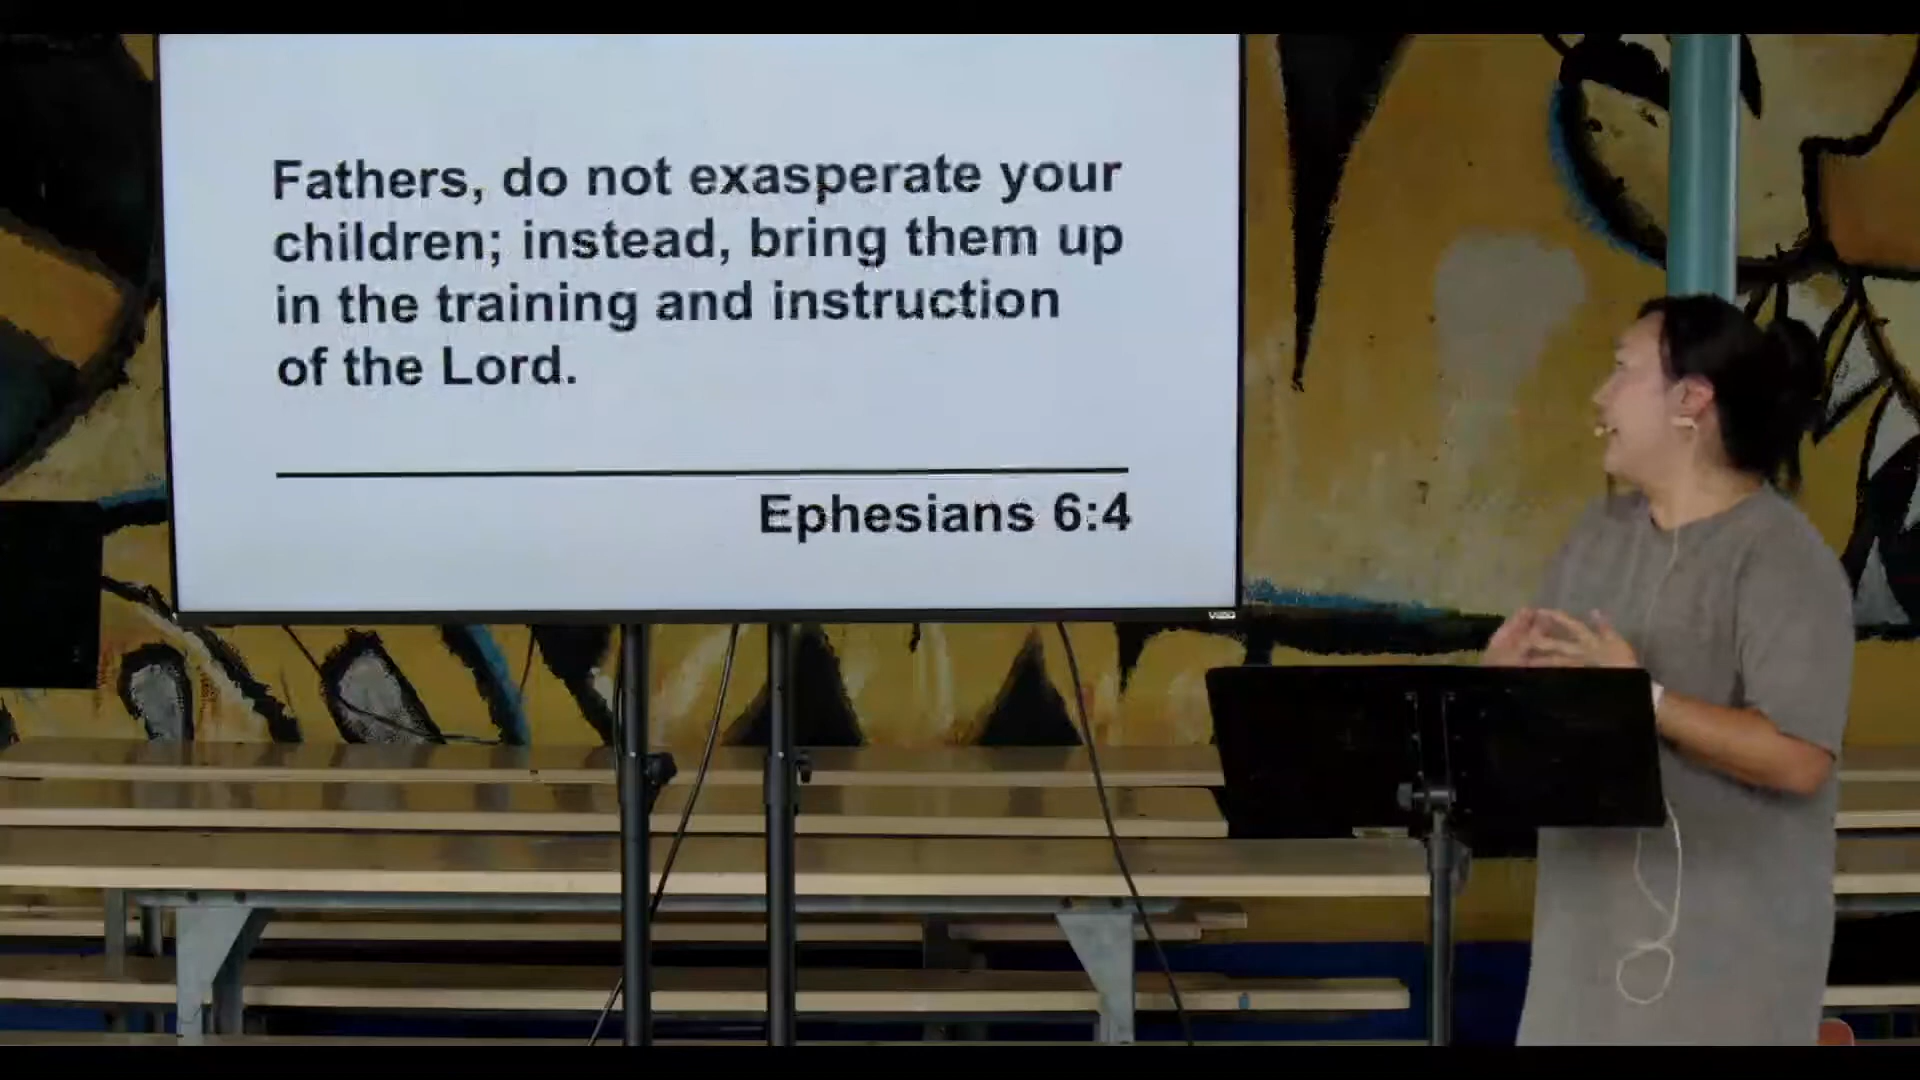 Fathers, do not exasperate your
children; instead, bring them up
in the training and instruction
of the Lord.
Ephesians 6:4
VIZIO